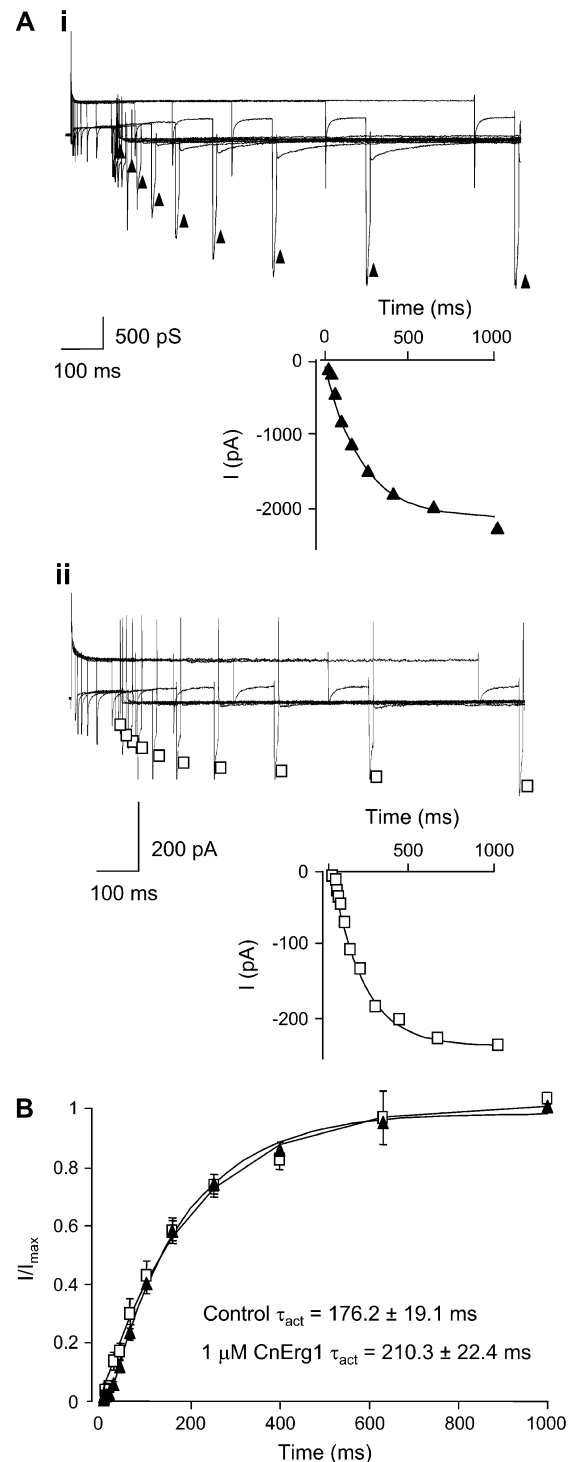 A i
500 pS
100 ms
Time (ms)
0 500 1000
0
-1000
-2000
I (pA)
ii
200 pA
100 ms
Time (ms)
500 1000
0
-100
-200
I (pA)
B
1
0.8
0.6
0.4
0.2
0
I/Imax
Control τact = 176.2 ± 19.1 ms
1 μM CnErg1 τact = 210.3 ± 22.4 ms
0 200 400 600 800 1000
Time (ms)